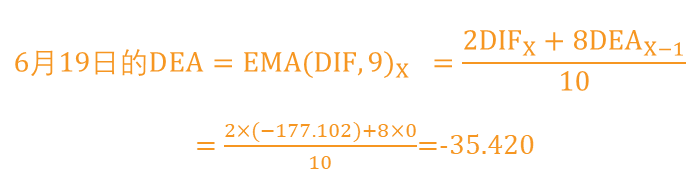 6月19日的DEA = EMA(DIF, 9)X = (2DIFX + 8DEAX−1)/10
= (2×(−177.102)+8×0)/10=-35.420